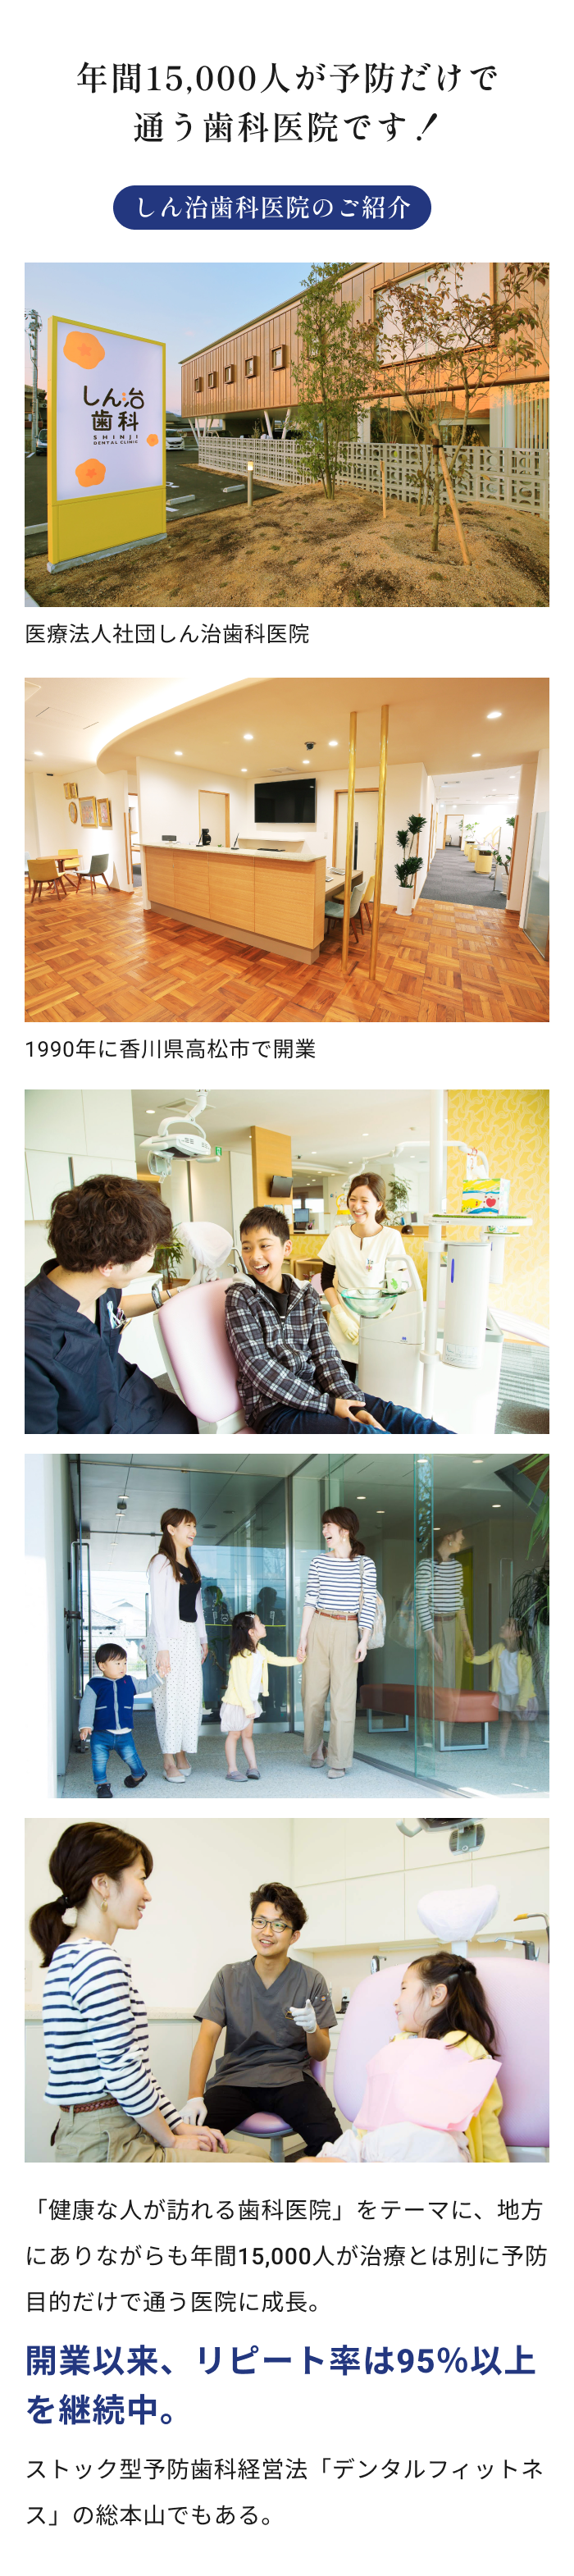 年間15,000人が予防だけで
通う歯科医院です！
しん治歯科医院のご紹介
しん治
歯科
SHINJI
DENTAL CLINIC
医療法人社団しん治歯科医院
1990年に香川県高松市で開業
「健康な人が訪れる歯科医院」をテーマに、地方
にありながらも年間15,000人が治療とは別に予防
目的だけで通う医院に成長。
開業以来、リピート率は95%以上
を継続中。
ストック型予防歯科経営法「デンタルフィットネ
ス」の総本山でもある。